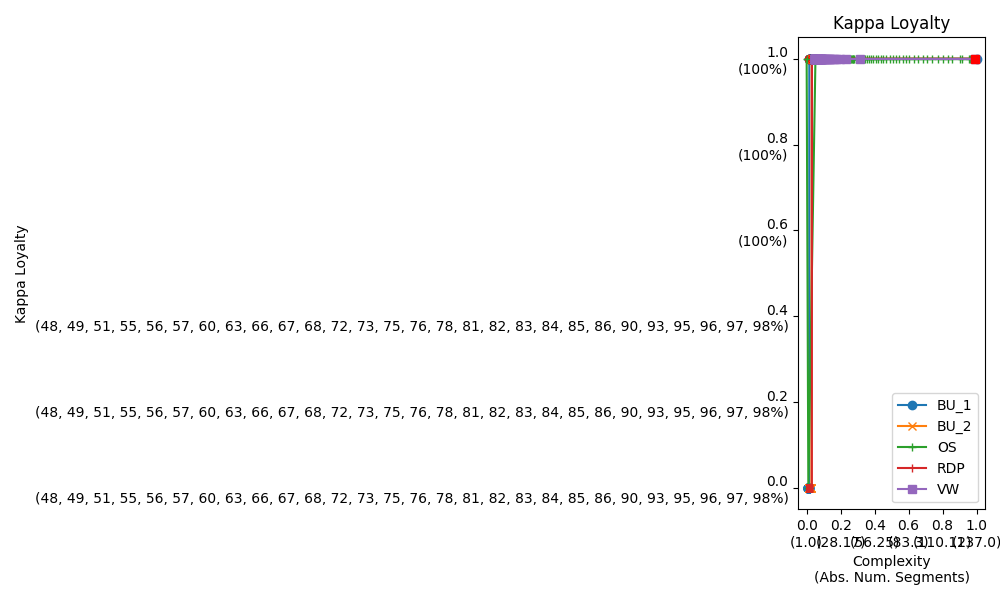 Kappa Loyalty
Kappa Loyalty
1.0
(100%)
0.8
(100%)
0.6
(100%)
0.4
(48, 49, 51, 55, 56, 57, 60, 63, 66, 67, 68, 72, 73, 75, 76, 78, 81, 82, 83, 84, 85, 86, 90, 93, 95, 96, 97, 98%)
0.2
(48, 49, 51, 55, 56, 57, 60, 63, 66, 67, 68, 72, 73, 75, 76, 78, 81, 82, 83, 84, 85, 86, 90, 93, 95, 96, 97, 98%)
0.0
(48, 49, 51, 55, 56, 57, 60, 63, 66, 67, 68, 72, 73, 75, 76, 78, 81, 82, 83, 84, 85, 86, 90, 93, 95, 96, 97, 98%)
BU_1
BU_2
OS
RDP
VW
0.0 0.2 0.4 0.6 0.8 1.0
(1.0) (137.0)
Complexity
(Abs. Num. Segments)